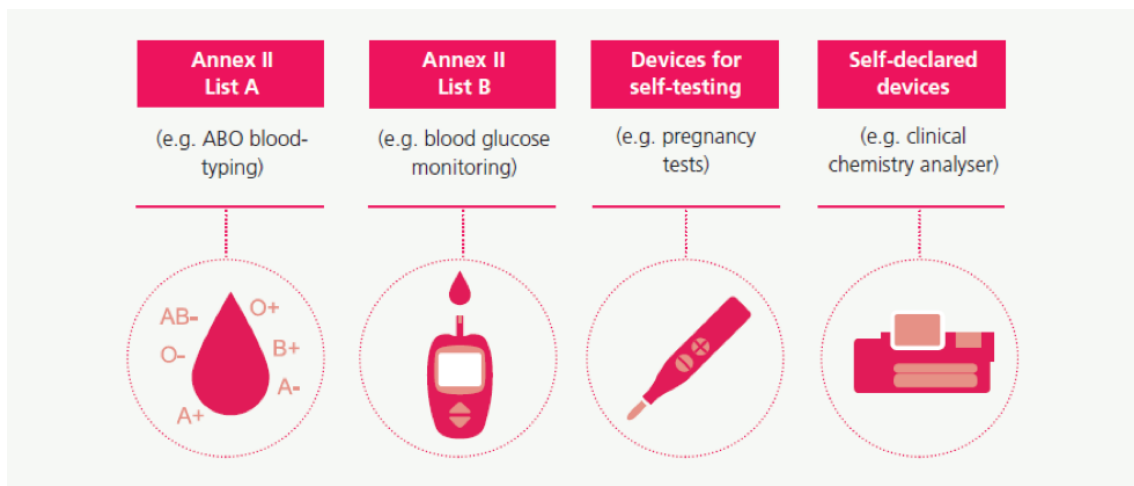 Annex II
List A
(e.g. ABO blood-
typing)
Annex II
List B
(e.g. blood glucose
monitoring)
Devices for
self-testing
(e.g. pregnancy
tests)
Self-declared
devices
(e.g. clinical
chemistry analyser)
AB-
O+
O-
B+
A-
A+